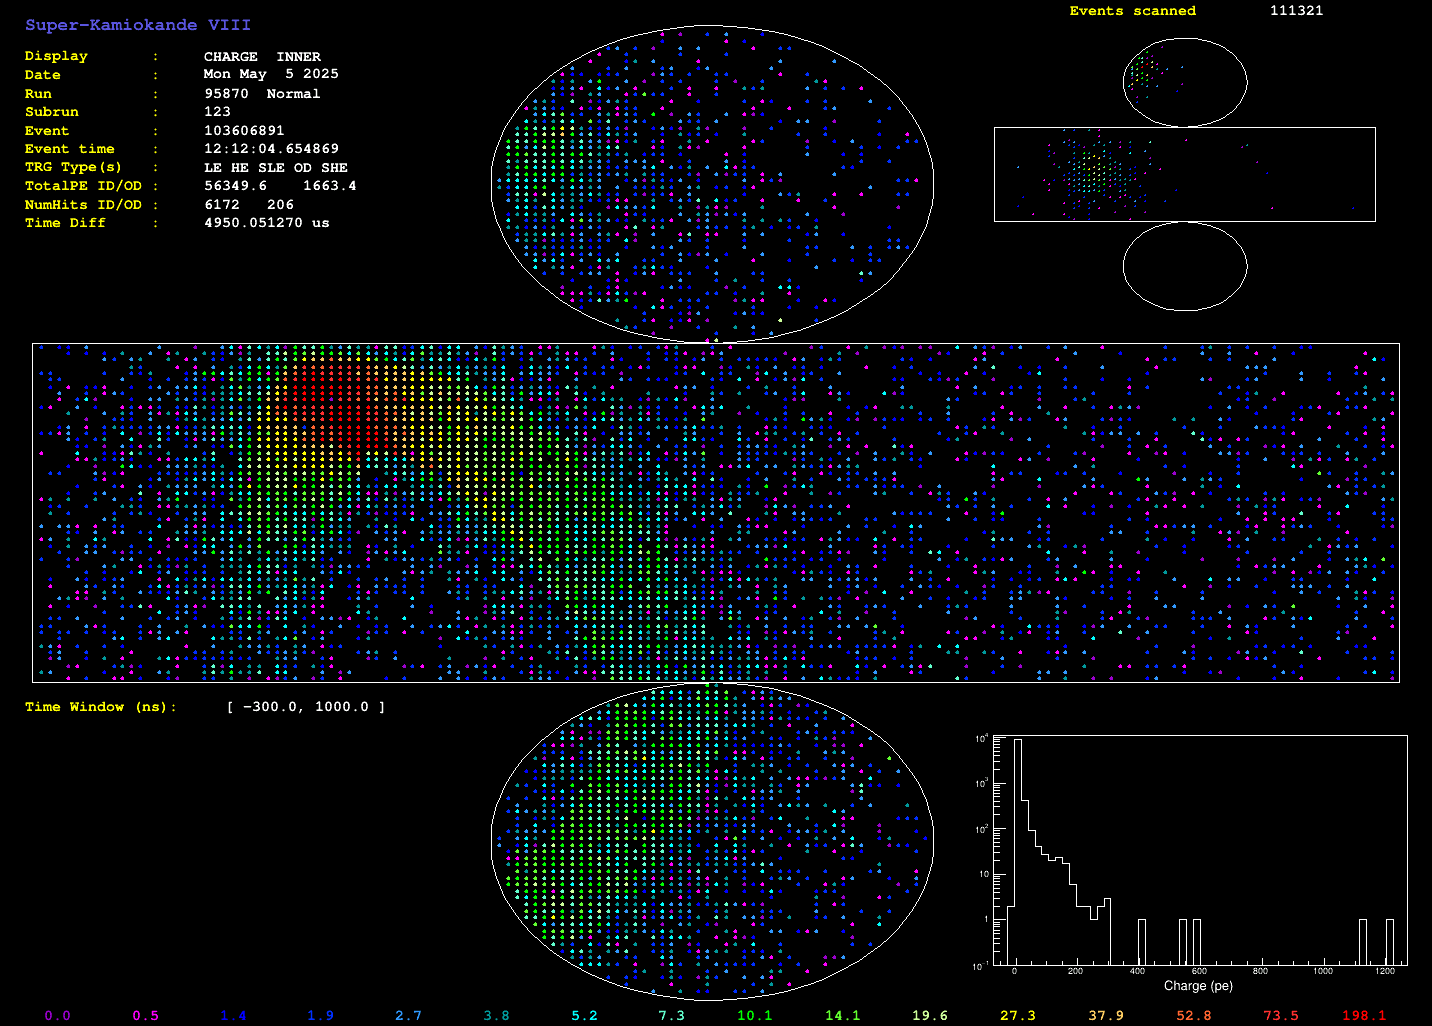 Super-Kamiokande VIII
Events scanned 111321
Display : CHARGE INNER
Date : Mon May 5 2025
Run : 95870 Normal
Subrun : 123
Event : 103606891
Event time : 12:12:04.654869
TRG Type(s) : LE HE SLE OD SHE
TotalPE ID/OD : 56349.6 1663.4
NumHits ID/OD : 6172 206
Time Diff : 4950.051270 us
Time Window (ns): [ -300.0, 1000.0 ]
10^4
10^3
10^2
10
1
10^-1
0 200 400 600 800 1000 1200
Charge (pe)
0.0 0.5 1.4 1.9 2.7 3.8 5.2 7.3 10.1 14.1 19.6 27.3 37.9 52.8 73.5 198.1